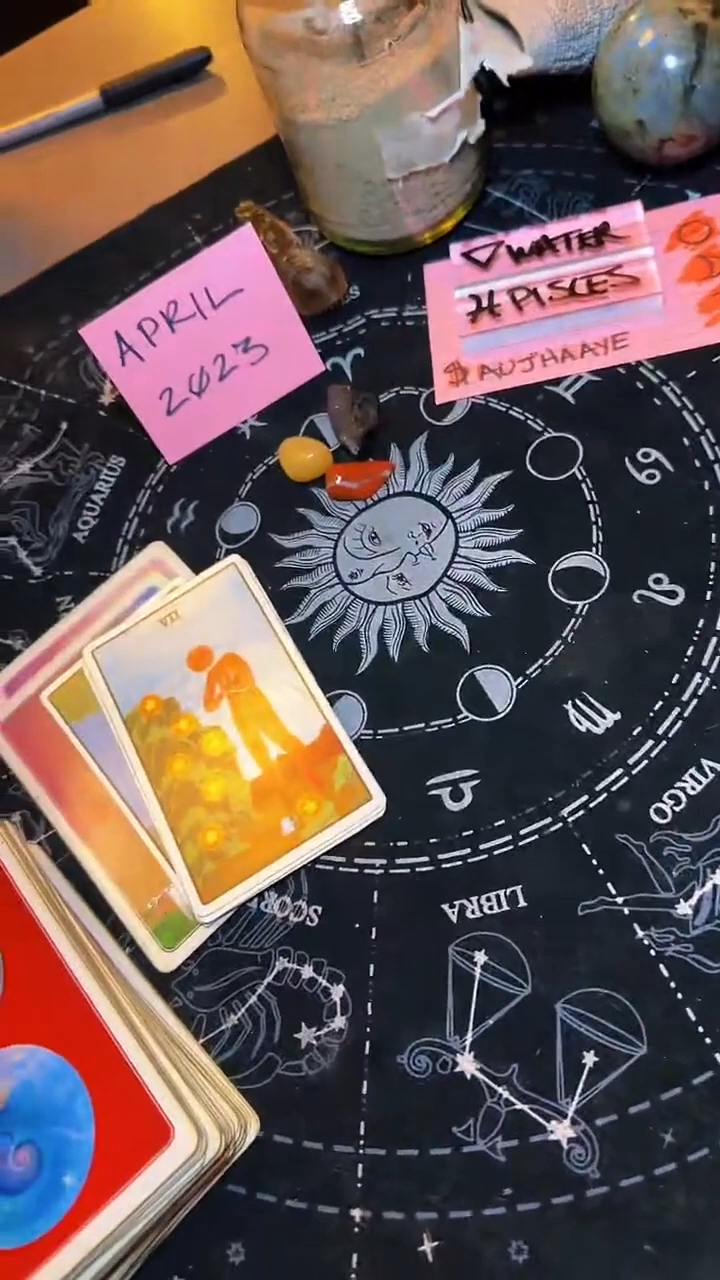 APRIL
2023
▽ WATER
♓ PISCES
$AUJHAAYE
AQUARIUS
VII
VIRGO
LIBRA